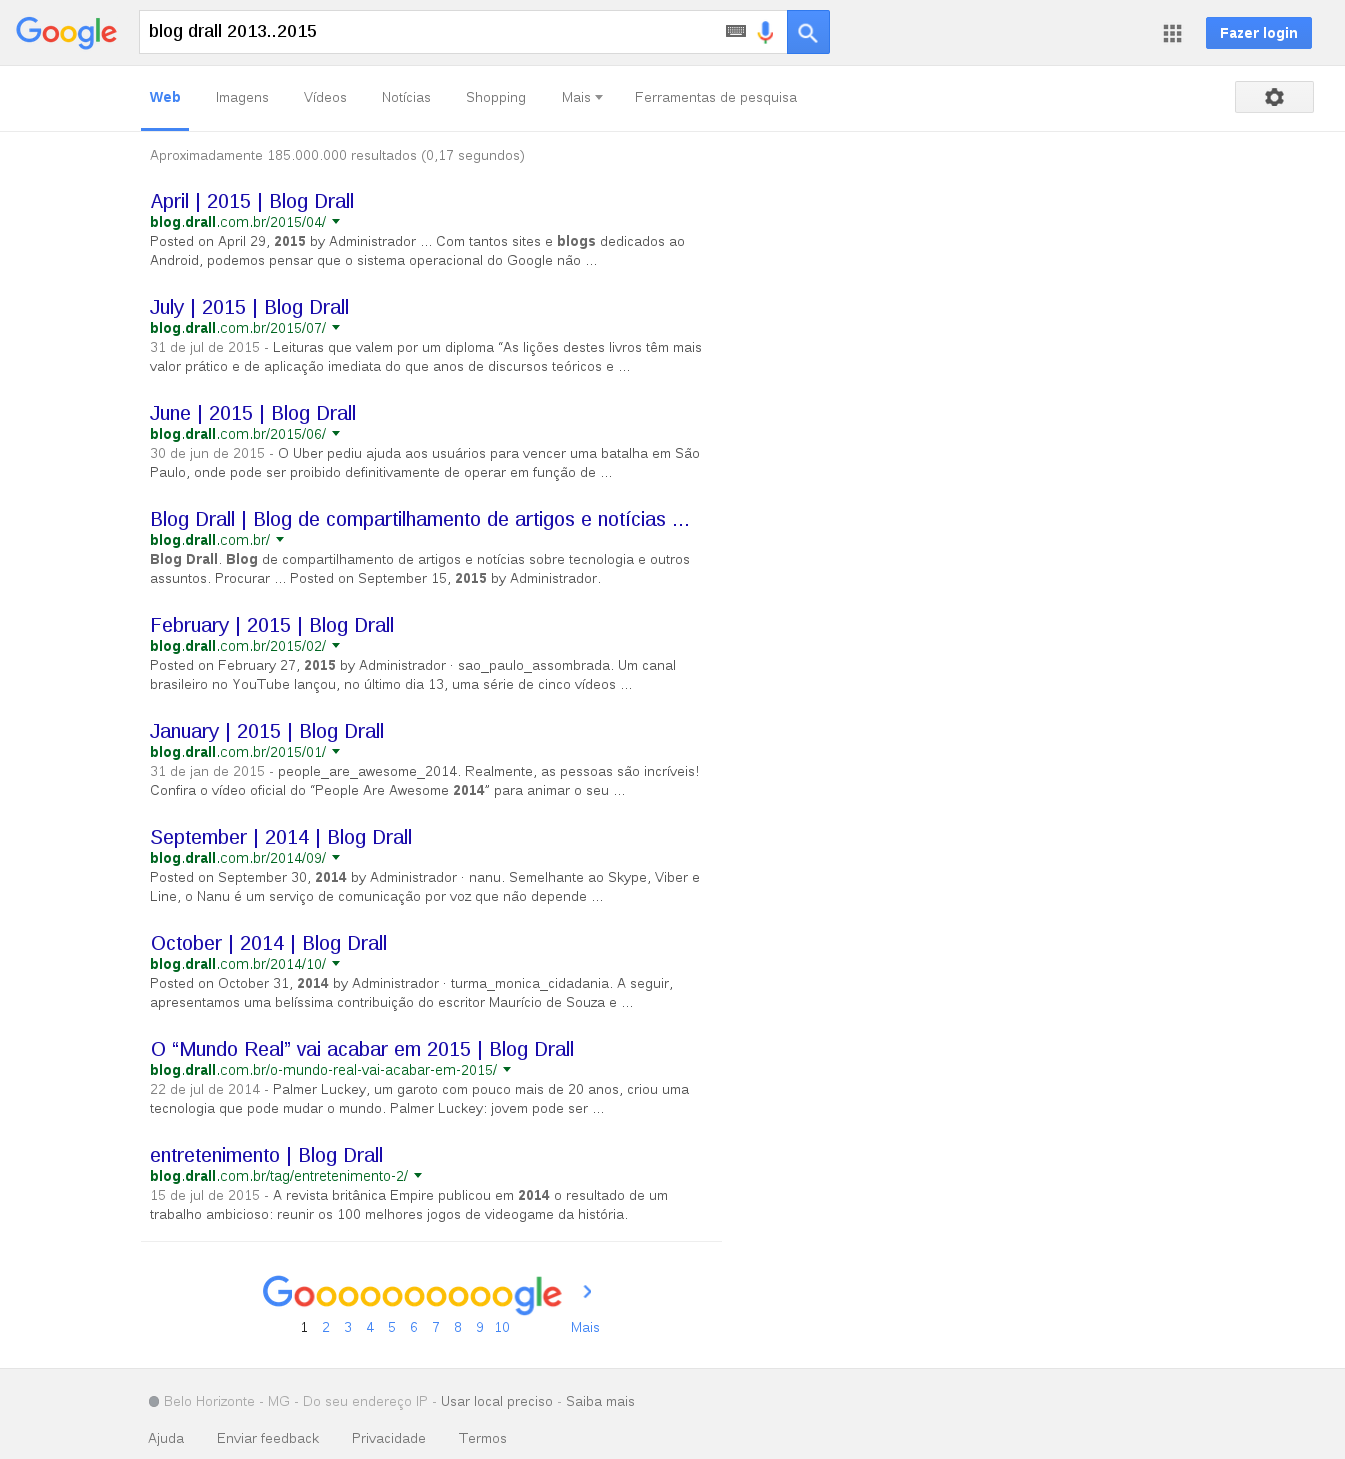 Google
blog drall 2013..2015
Fazer login
Web Imagens Vídeos Notícias Shopping Mais Ferramentas de pesquisa
Aproximadamente 185.000.000 resultados (0,17 segundos)
April | 2015 | Blog Drall
blog.drall.com.br/2015/04/
Posted on April 29, 2015 by Administrador ... Com tantos sites e blogs dedicados ao
Android, podemos pensar que o sistema operacional do Google não ...
July | 2015 | Blog Drall
blog.drall.com.br/2015/07/
31 de jul de 2015 - Leituras que valem por um diploma “As lições destes livros têm mais
valor prático e de aplicação imediata do que anos de discursos teóricos e ...
June | 2015 | Blog Drall
blog.drall.com.br/2015/06/
30 de jun de 2015 - O Uber pediu ajuda aos usuários para vencer uma batalha em São
Paulo, onde pode ser proibido definitivamente de operar em função de ...
Blog Drall | Blog de compartilhamento de artigos e notícias ...
blog.drall.com.br/
Blog Drall. Blog de compartilhamento de artigos e notícias sobre tecnologia e outros
assuntos. Procurar ... Posted on September 15, 2015 by Administrador.
February | 2015 | Blog Drall
blog.drall.com.br/2015/02/
Posted on February 27, 2015 by Administrador · sao_paulo_assombrada. Um canal
brasileiro no YouTube lançou, no último dia 13, uma série de cinco vídeos ...
January | 2015 | Blog Drall
blog.drall.com.br/2015/01/
31 de jan de 2015 - people_are_awesome_2014. Realmente, as pessoas são incríveis!
Confira o vídeo oficial do “People Are Awesome 2014” para animar o seu ...
September | 2014 | Blog Drall
blog.drall.com.br/2014/09/
Posted on September 30, 2014 by Administrador · nanu. Semelhante ao Skype, Viber e
Line, o Nanu é um serviço de comunicação por voz que não depende ...
October | 2014 | Blog Drall
blog.drall.com.br/2014/10/
Posted on October 31, 2014 by Administrador · turma_monica_cidadania. A seguir,
apresentamos uma belíssima contribuição do escritor Maurício de Souza e ...
O “Mundo Real” vai acabar em 2015 | Blog Drall
blog.drall.com.br/o-mundo-real-vai-acabar-em-2015/
22 de jul de 2014 - Palmer Luckey, um garoto com pouco mais de 20 anos, criou uma
tecnologia que pode mudar o mundo. Palmer Luckey: jovem pode ser ...
entretenimento | Blog Drall
blog.drall.com.br/tag/entretenimento-2/
15 de jul de 2015 - A revista britânica Empire publicou em 2014 o resultado de um
trabalho ambicioso: reunir os 100 melhores jogos de videogame da história.
Goooooooooogle
1 2 3 4 5 6 7 8 9 10 Mais
Belo Horizonte - MG - Do seu endereço IP - Usar local preciso - Saiba mais
Ajuda Enviar feedback Privacidade Termos